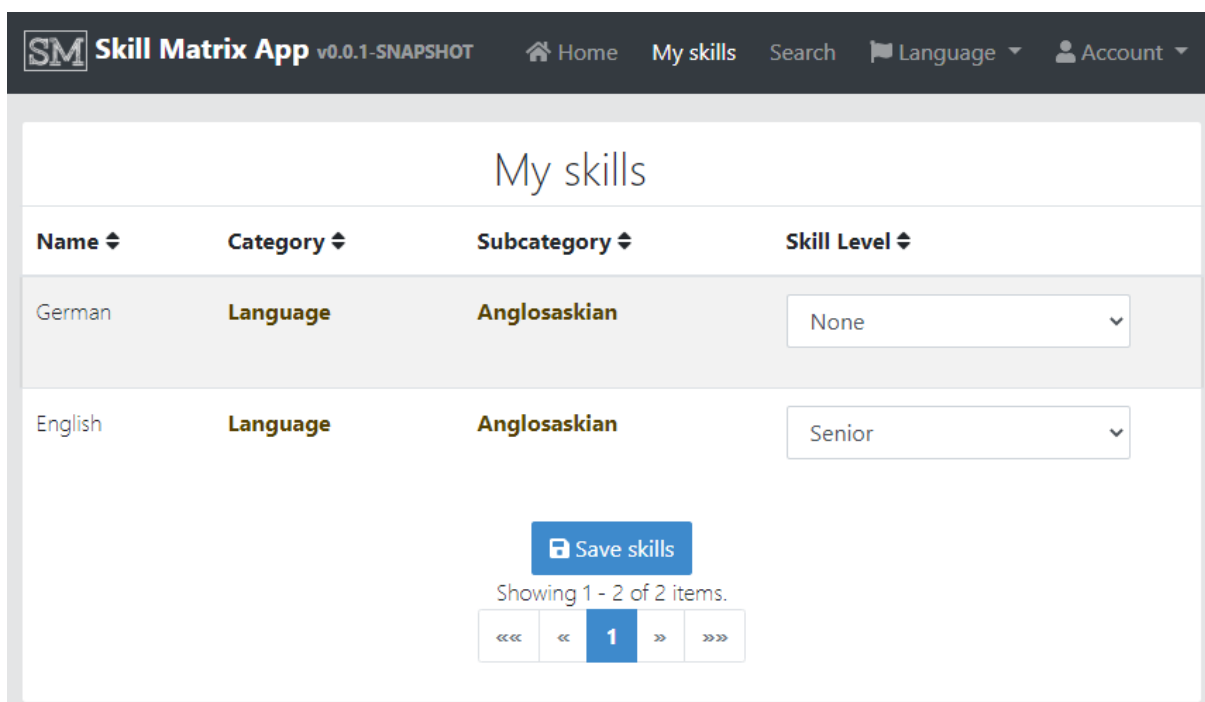 SM Skill Matrix App v0.0.1-SNAPSHOT Home My skills Search Language Account
My skills
Name Category Subcategory Skill Level
German Language Anglosaskian None
English Language Anglosaskian Senior
Save skills
Showing 1 - 2 of 2 items.
«« « 1 » »»